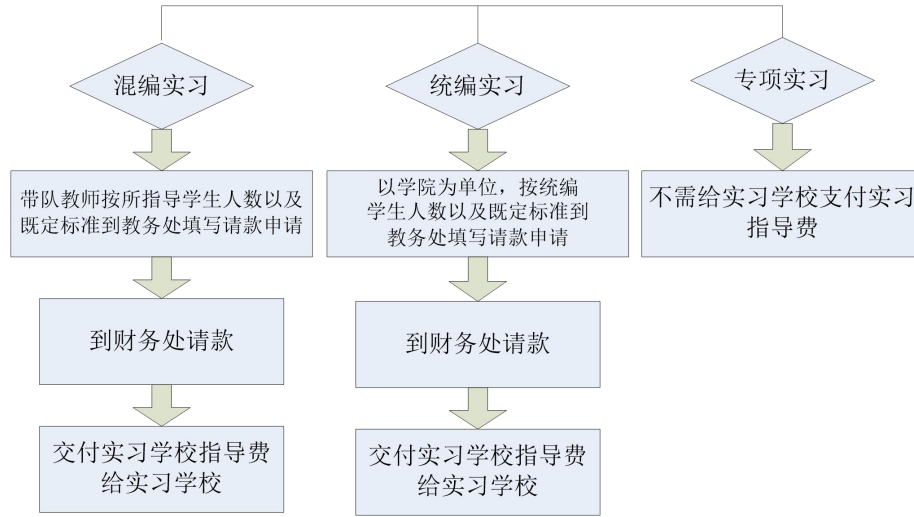 混编实习
统编实习
专项实习
带队教师按所指导学生人数以及
既定标准到教务处填写请款申请
以学院为单位，按统编
学生人数以及既定标准到
教务处填写请款申请
不需给实习学校支付实习
指导费
到财务处请款
到财务处请款
交付实习学校指导费
给实习学校
交付实习学校指导费
给实习学校